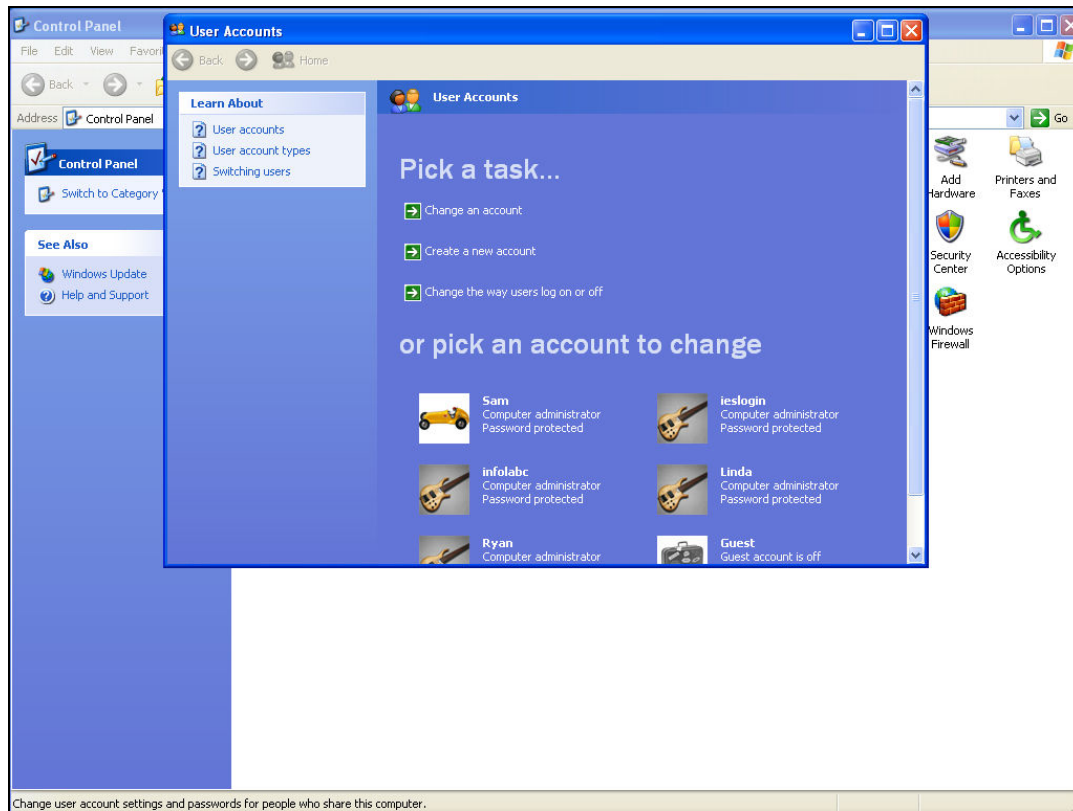 Control Panel
File Edit View
Back
Address Control Panel
Go
Control Panel
Switch to Category
See Also
Windows Update
Help and Support
User Accounts
Back Home
Learn About
User accounts
User account types
Switching users
User Accounts
Pick a task...
Change an account
Create a new account
Change the way users log on or off
or pick an account to change
Sam
Computer administrator
Password protected
ieslogin
Computer administrator
Password protected
infolabc
Computer administrator
Password protected
Linda
Computer administrator
Password protected
Ryan
Computer administrator
Guest
Guest account is off
Add
Hardware
Printers and
Faxes
Security
Center
Accessibility
Options
Windows
Firewall
Change user account settings and passwords for people who share this computer.